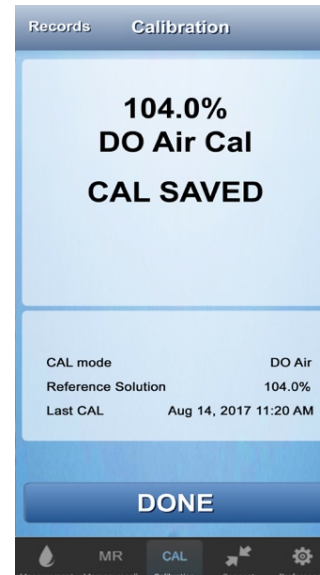 Records Calibration
104.0%
DO Air Cal
CAL SAVED
CAL mode DO Air
Reference Solution 104.0%
Last CAL Aug 14, 2017 11:20 AM
DONE
MR CAL